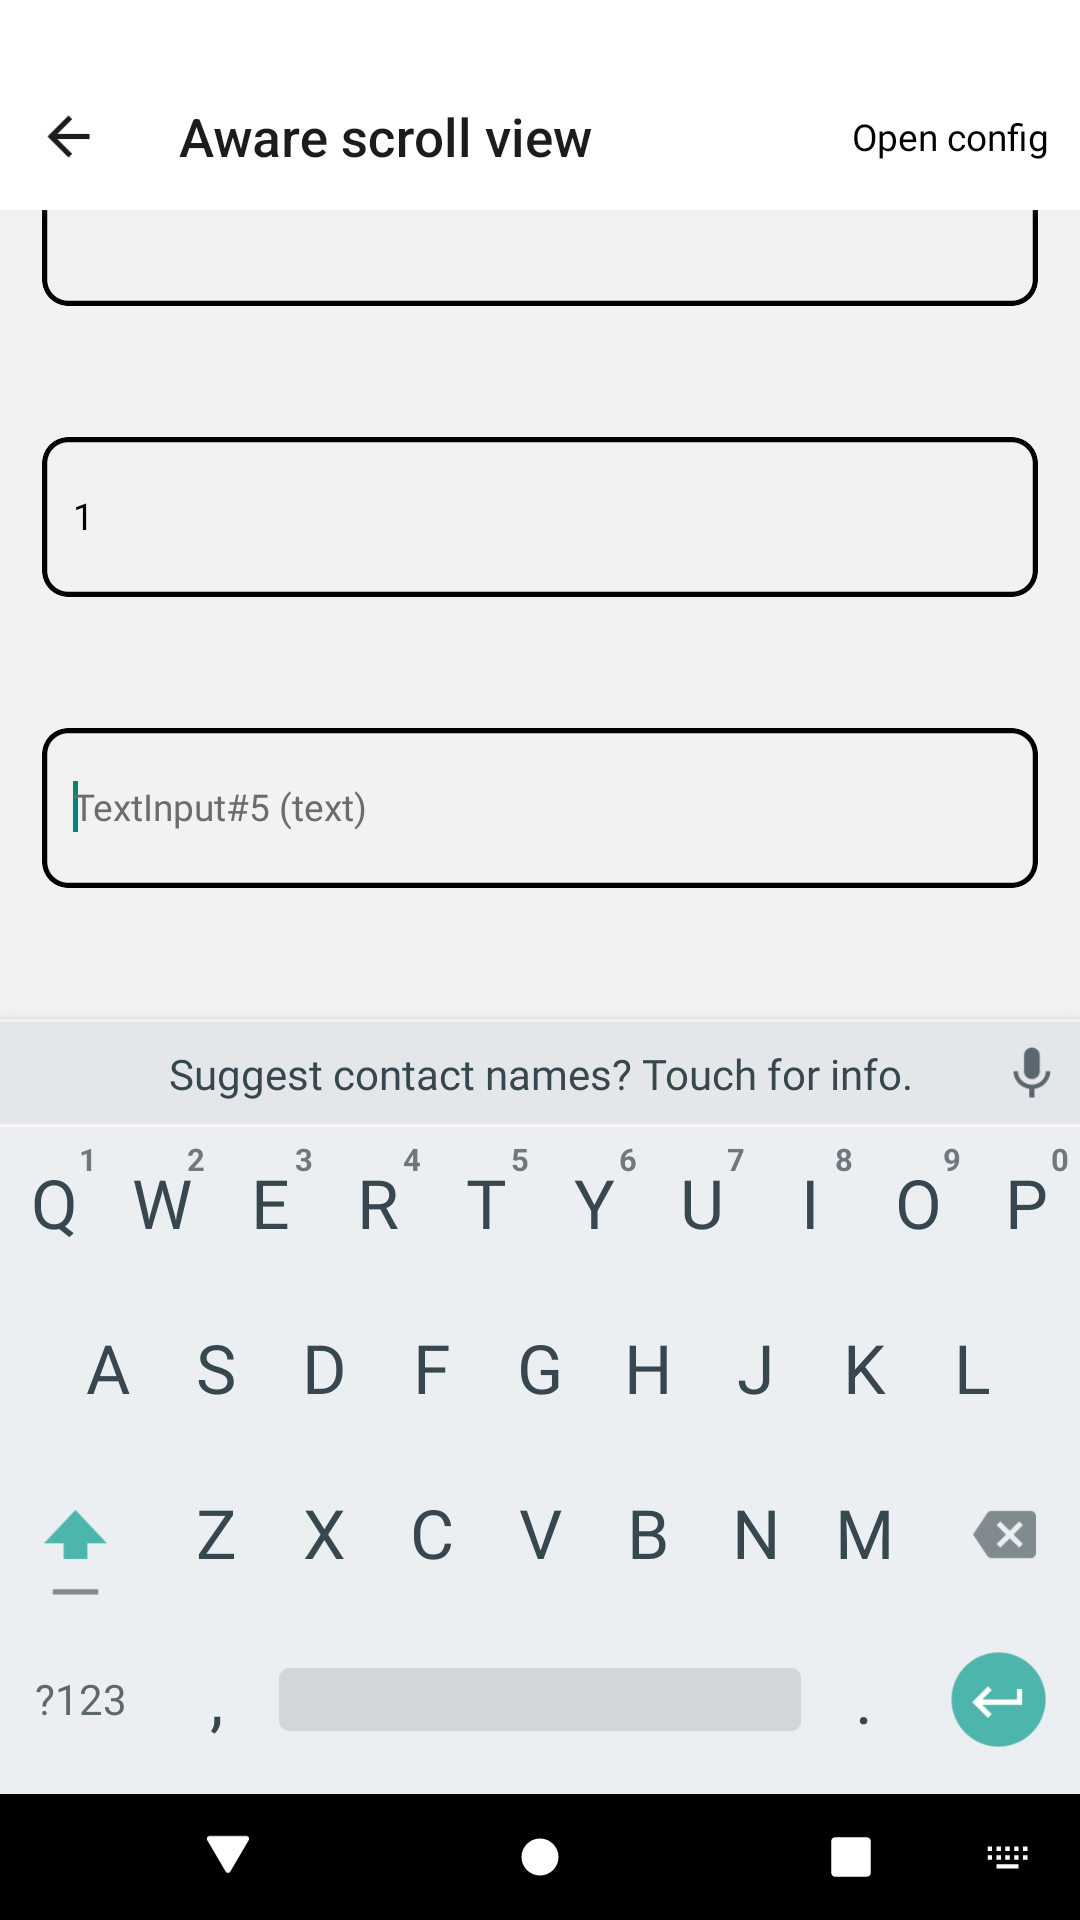 Aware scroll view
Open config
1
TextInput#5 (text)
Suggest contact names? Touch for info.
1 2 3 4 5 6 7 8 9 0
Q W E R T Y U I O P
A S D F G H J K L
Z X C V B N M
?123 , .